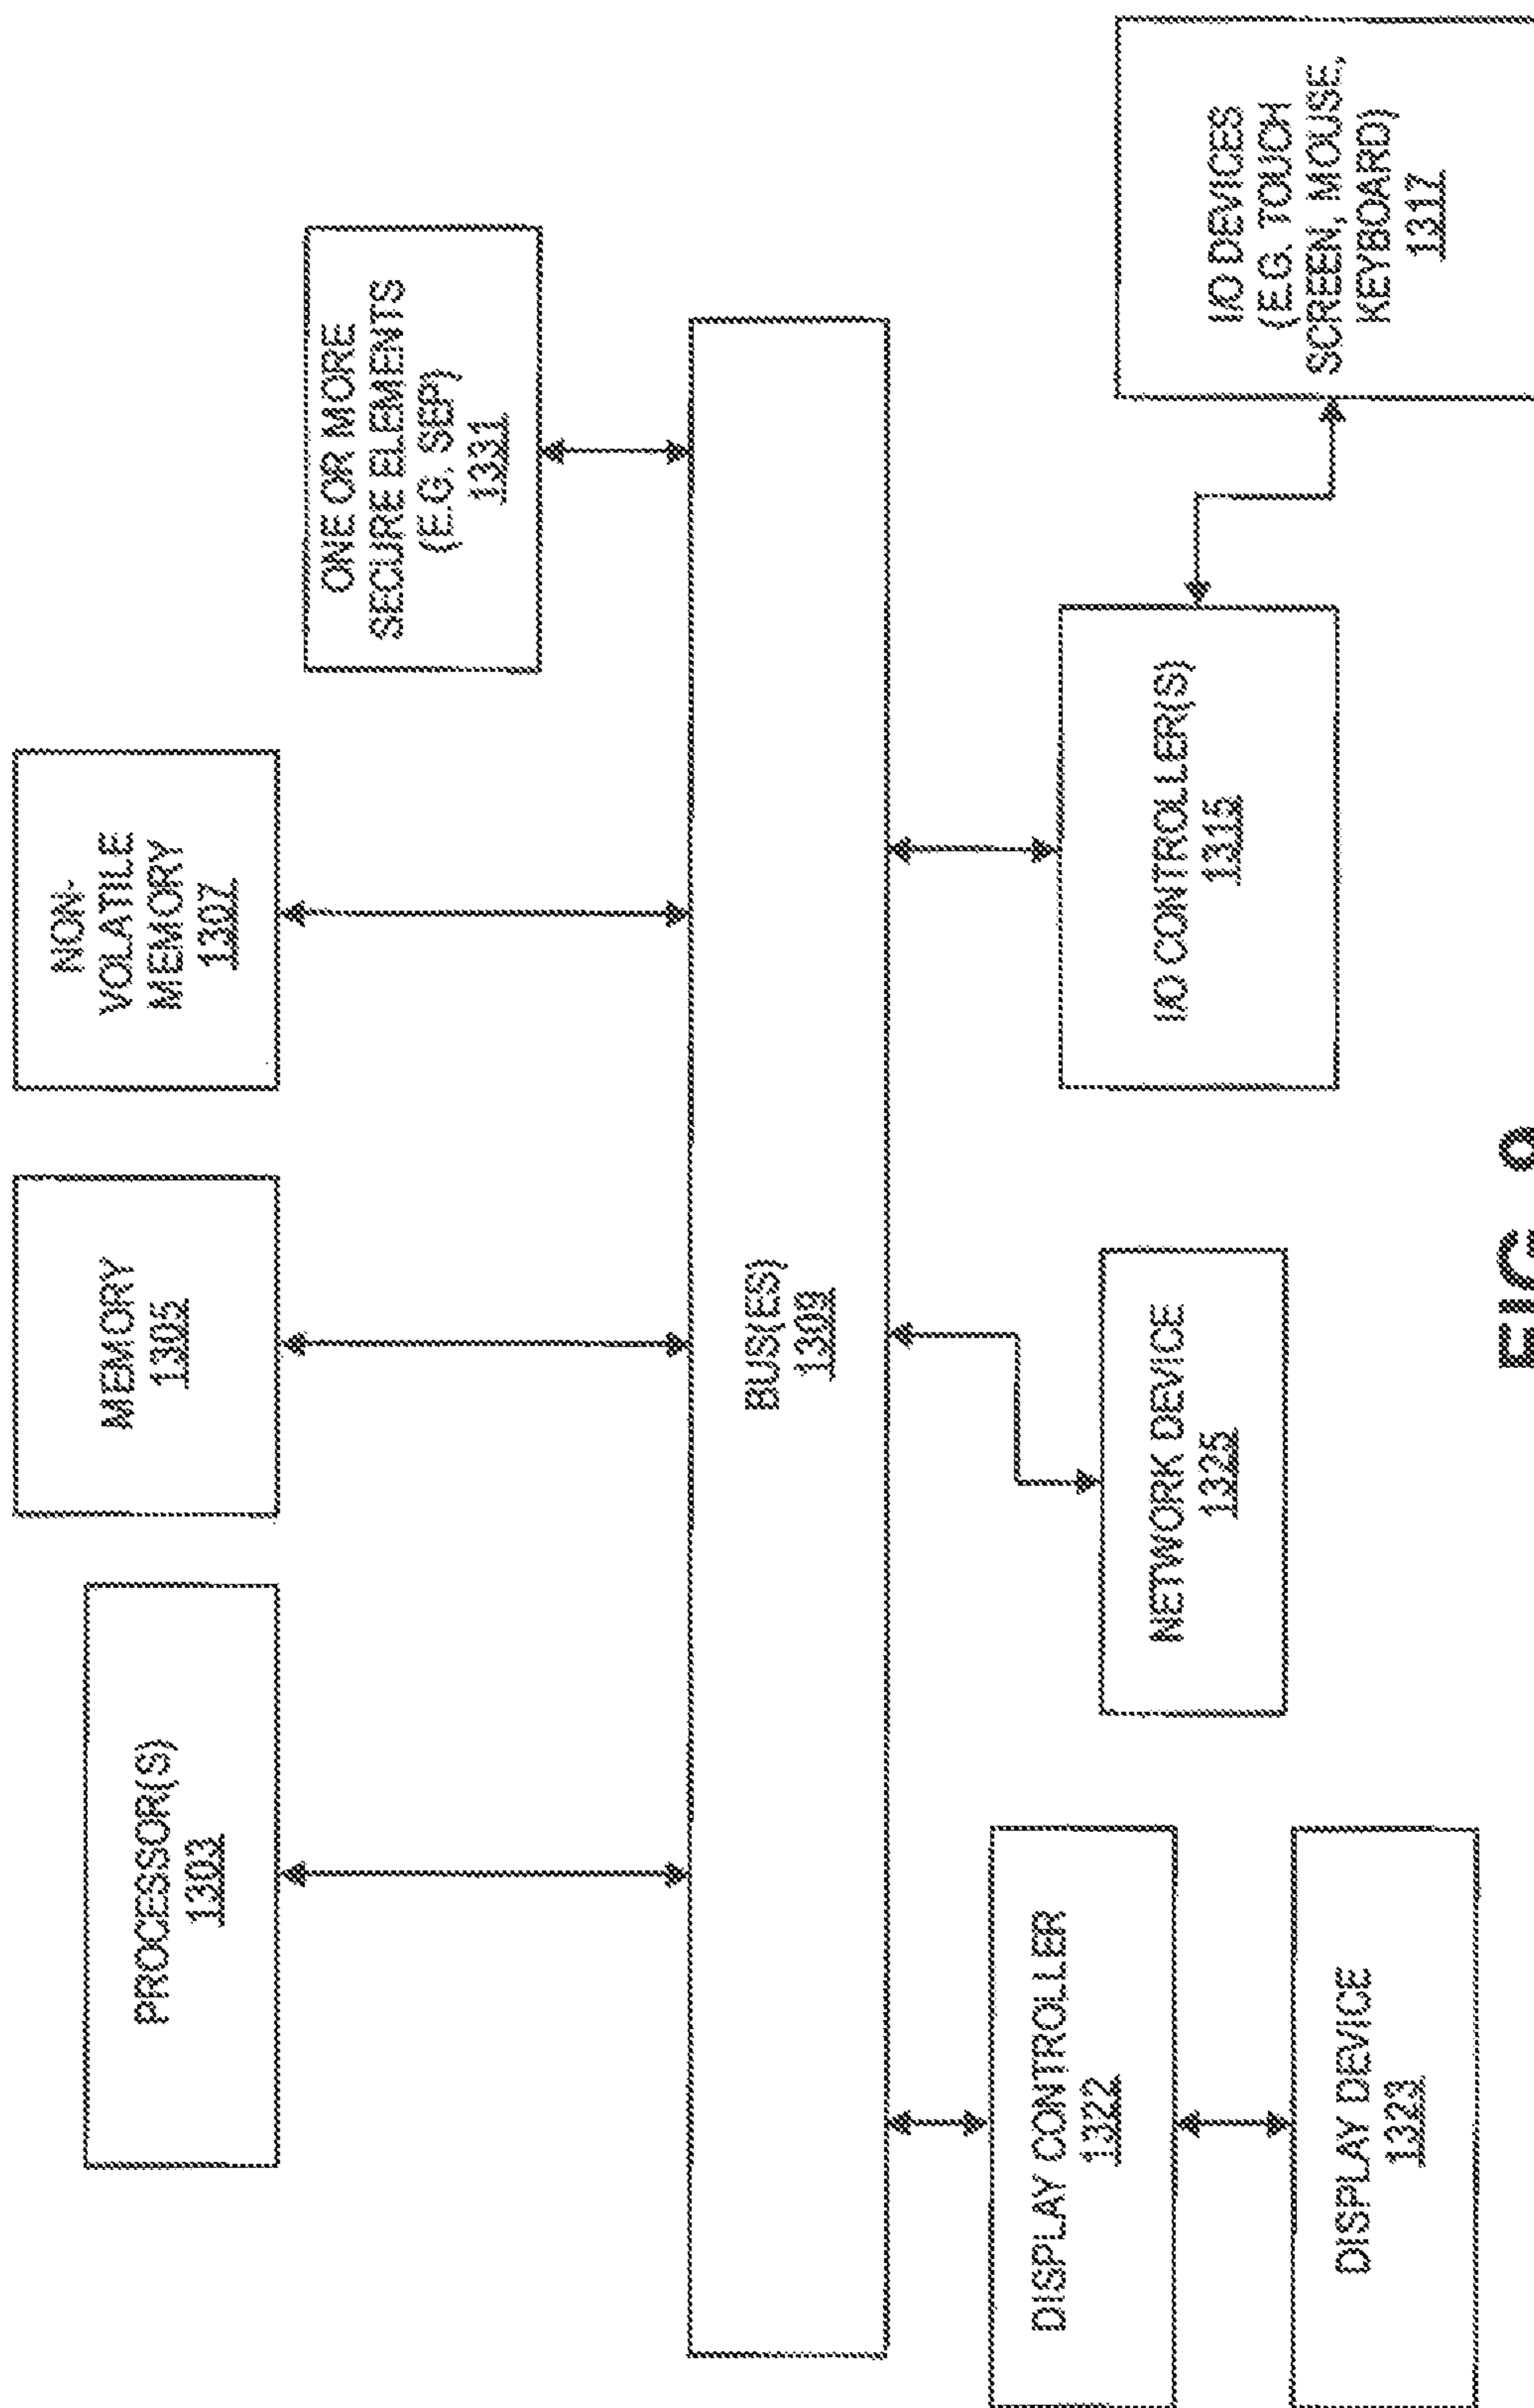 PROCESSOR(S)
1303
MEMORY
1305
NON-
VOLATILE
MEMORY
1307
ONE OR MORE
SECURE ELEMENTS
(E.G. SEP)
1331
BUS(ES)
1309
DISPLAY CONTROLLER
1322
DISPLAY DEVICE
1323
NETWORK DEVICE
1325
I/O CONTROLLER(S)
1315
I/O DEVICES
(E.G. TOUCH
SCREEN, MOUSE,
KEYBOARD)
1317
FIG